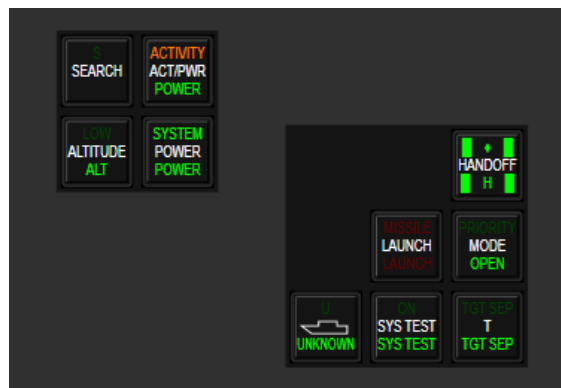 S
SEARCH
ACTIVITY
ACT/PWR
POWER
LOW
ALTITUDE
ALT
SYSTEM
POWER
POWER
HANDOFF
H
MISSILE
LAUNCH
LAUNCH
PRIORITY
MODE
OPEN
U
UNKNOWN
ON
SYS TEST
SYS TEST
TGT SEP
T
TGT SEP